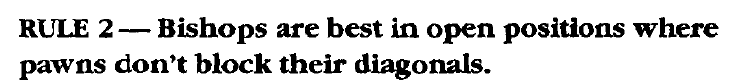 RULE 2 — Bishops are best in open positions where
pawns don't block their diagonals.